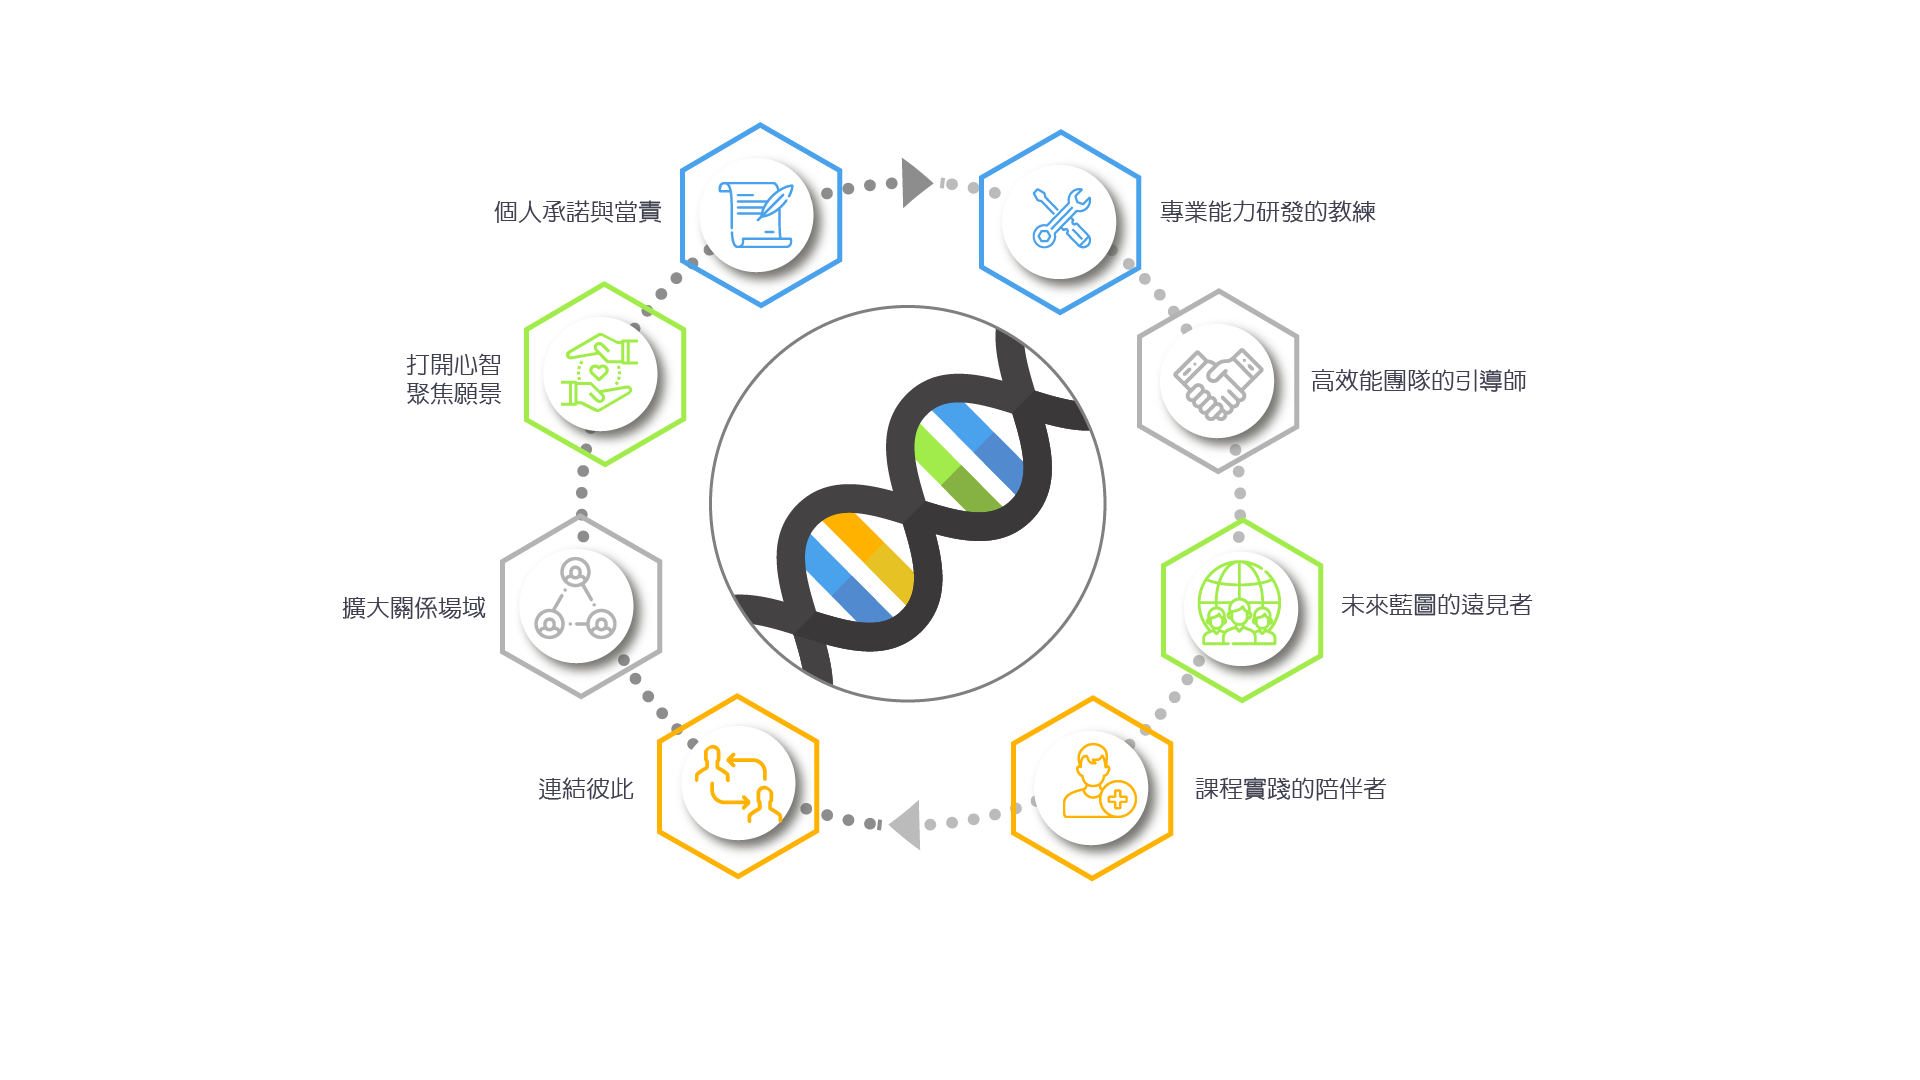 個人承諾與當責
專業能力研發的教練
打開心智
聚焦願景
高效能團隊的引導師
擴大關係場域
未來藍圖的遠見者
連結彼此
課程實踐的陪伴者